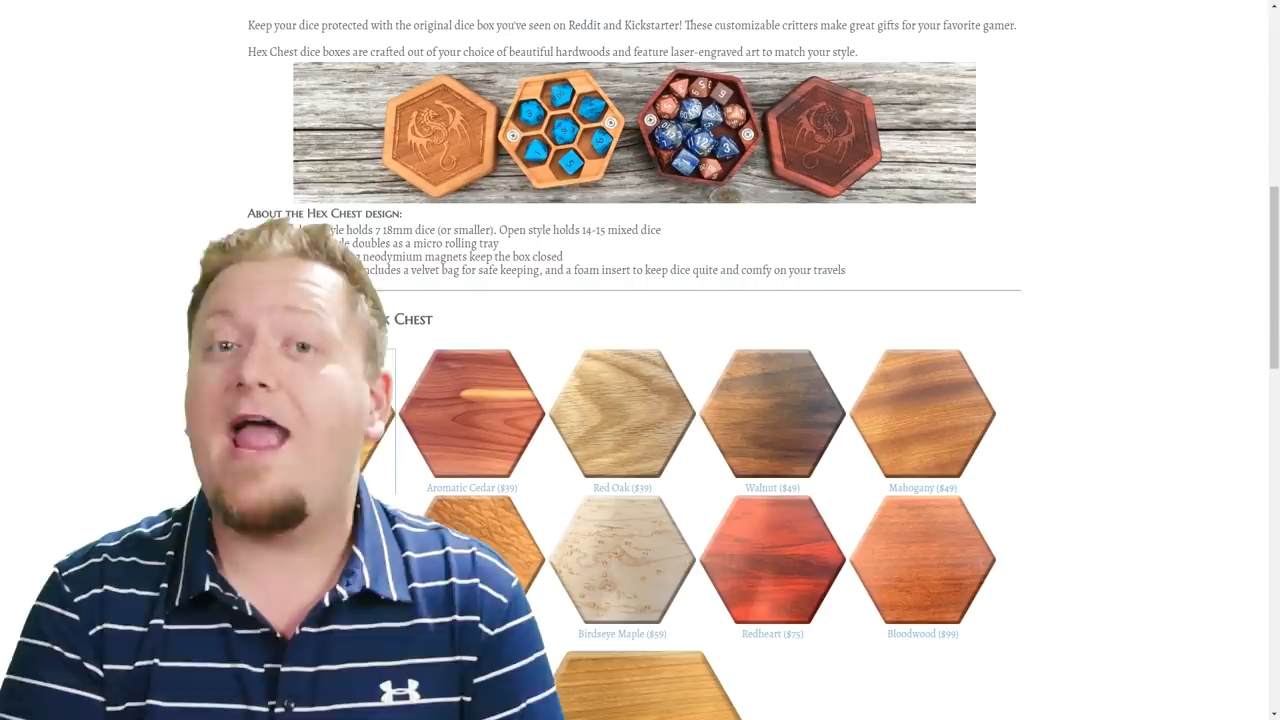 Keep your dice protected with the original dice box you've seen on Reddit and Kickstarter! These customizable critters make great gifts for your favorite gamer.
Hex Chest dice boxes are crafted out of your choice of beautiful hardwoods and feature laser-engraved art to match your style.
About the Hex Chest design:
holds 7 18mm dice (or smaller). Open style holds 14-15 mixed dice
doubles as a micro rolling tray
neodymium magnets keep the box closed
includes a velvet bag for safe keeping, and a foam insert to keep dice quite and comfy on your travels
Chest
Aromatic Cedar ($39)
Red Oak ($39)
Walnut ($49)
Mahogany ($49)
Birdseye Maple ($59)
Redheart ($75)
Bloodwood ($99)